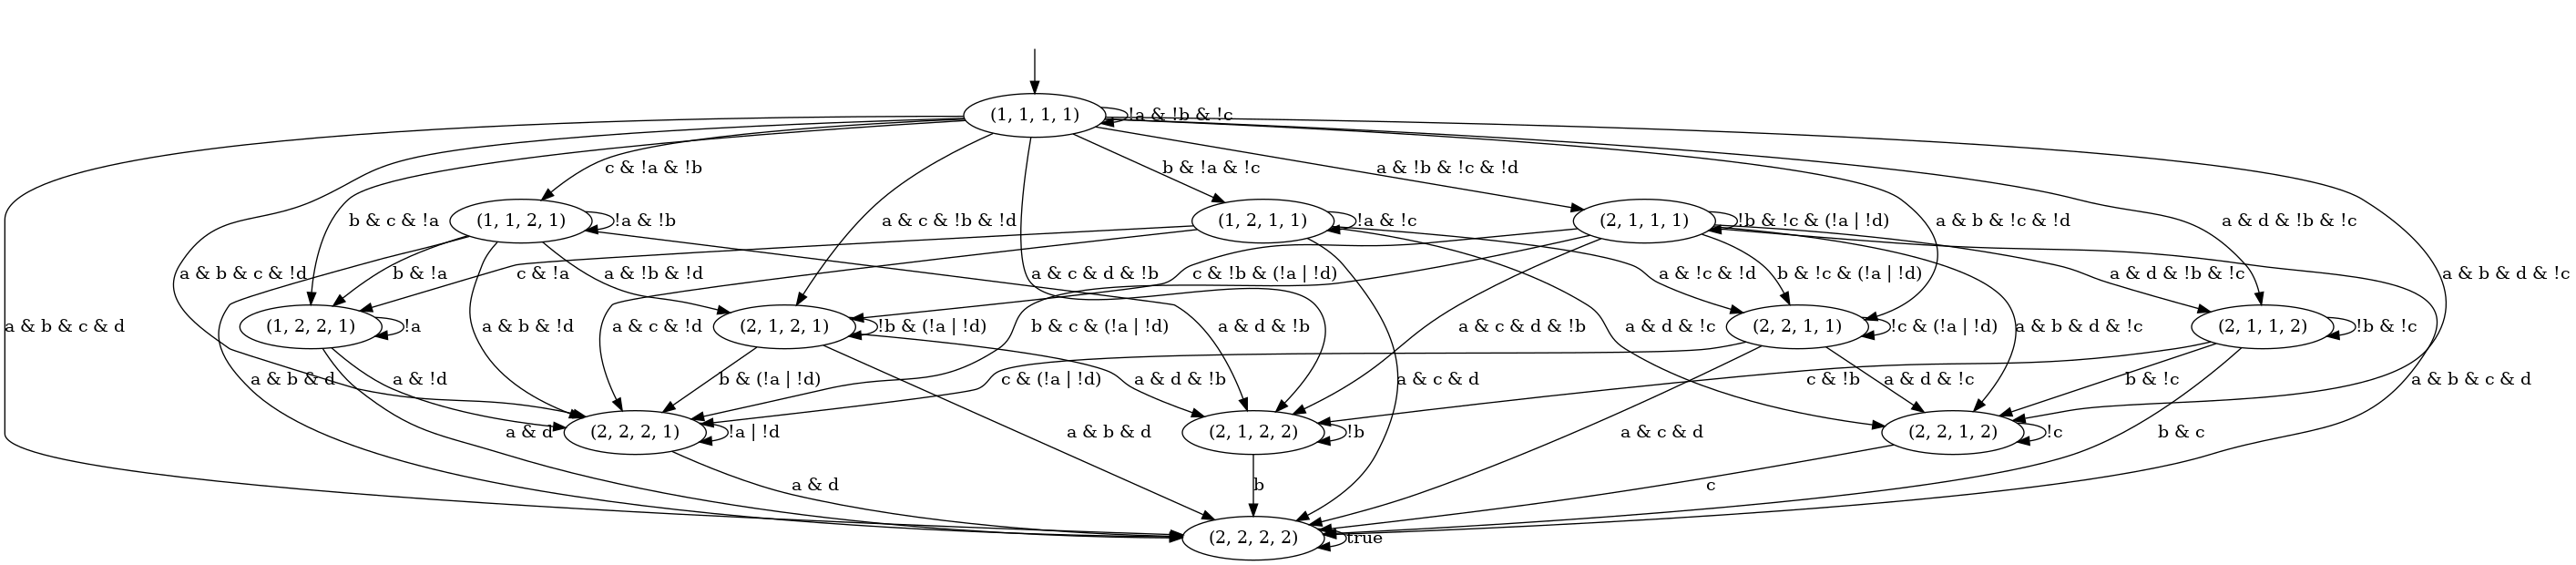 (1, 1, 1, 1)
!a & !b & !c
c & !a & !b
b & !a & !c
a & !b & !c & !d
b & c & !a
(1, 1, 2, 1)
!a & !b
a & c & !b & !d
(1, 2, 1, 1)
!a & !c
(2, 1, 1, 1)
!b & !c & (!a | !d)
a & b & !c & !d
a & d & !b & !c
a & b & c & !d
b & !a
c & !a
a & !b & !d
a & c & d & !b
c & !b & (!a | !d)
a & !c & !d
b & !c & (!a | !d)
a & d & !b & !c
a & b & d & !c
a & b & c & d
(1, 2, 2, 1)
!a
a & b & !d
a & c & !d
(2, 1, 2, 1)
!b & (!a | !d)
b & c & (!a | !d)
a & d & !b
a & c & d & !b
a & d & !c
(2, 2, 1, 1)
!c & (!a | !d)
a & b & d & !c
(2, 1, 1, 2)
!b & !c
a & b & d
a & !d
b & (!a | !d)
c & (!a | !d)
a & d & !b
a & c & d
c & !b
a & d & !c
b & !c
a & b & c & d
a & d
(2, 2, 2, 1)
!a | !d
a & b & d
(2, 1, 2, 2)
!b
a & c & d
(2, 2, 1, 2)
!c
b & c
a & d
b
c
(2, 2, 2, 2)
true